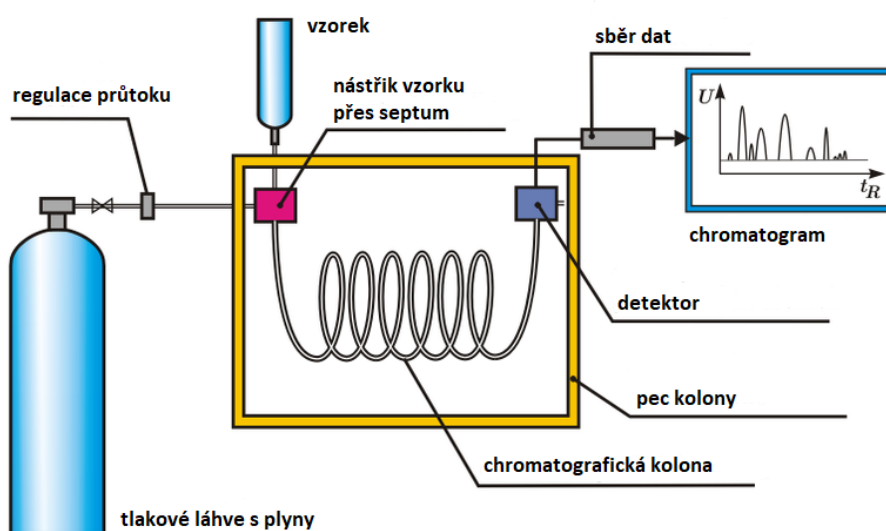 vzorek
sběr dat
regulace průtoku
nástřik vzorku
přes septum
U
t_R
chromatogram
detektor
pec kolony
chromatografická kolona
tlakové láhve s plyny